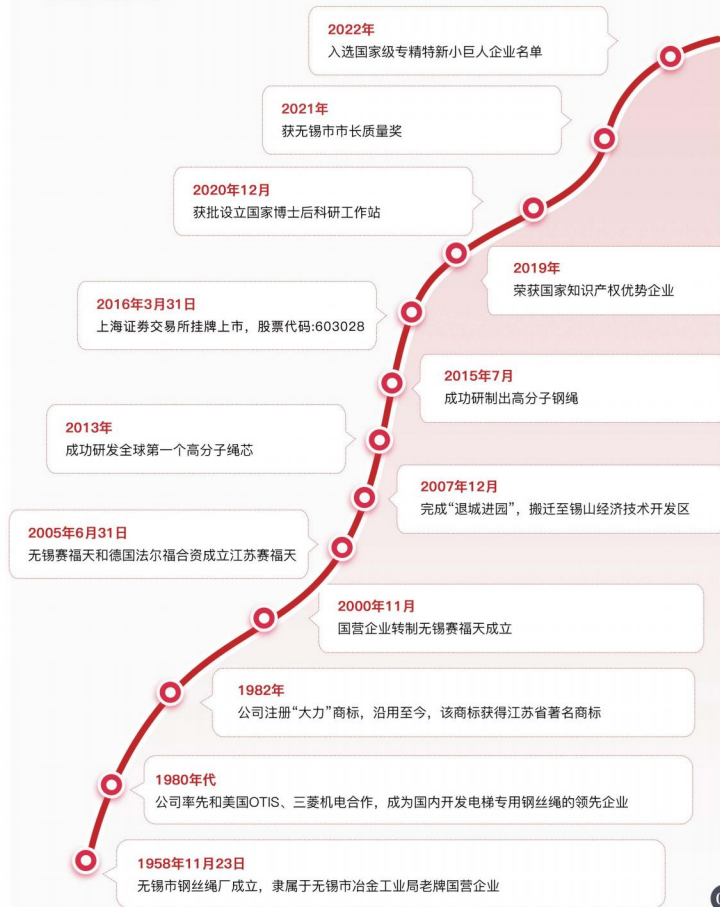 2022年
入选国家级专精特新小巨人企业名单
2021年
获无锡市市长质量奖
2020年12月
获批设立国家博士后科研工作站
2019年
荣获国家知识产权优势企业
2016年3月31日
上海证券交易所挂牌上市，股票代码:603028
2015年7月
成功研制出高分子钢绳
2013年
成功研发全球第一个高分子绳芯
2007年12月
完成“退城进园”，搬迁至锡山经济技术开发区
2005年6月31日
无锡赛福天和德国法尔福合资成立江苏赛福天
2000年11月
国营企业转制无锡赛福天成立
1982年
公司注册“大力”商标，沿用至今，该商标获得江苏省著名商标
1980年代
公司率先和美国OTIS、三菱机电合作，成为国内开发电梯专用钢丝绳的领先企业
1958年11月23日
无锡市钢丝绳厂成立，隶属于无锡市冶金工业局老牌国营企业